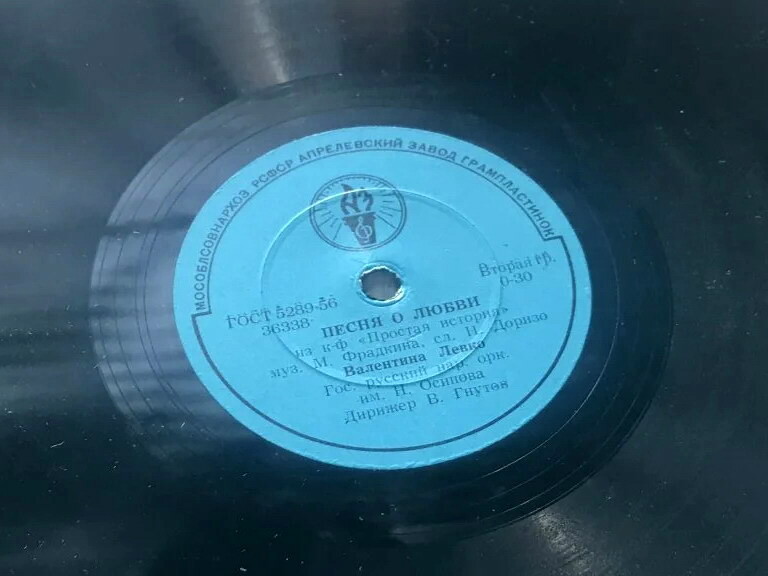 МОСОБЛСОВНАРХОЗ РСФСР АПРЕЛЕВСКИЙ ЗАВОД ГРАМПЛАСТИНОК
АЗ
ГОСТ 5289-56
36338
Вторая гр.
0-30
ПЕСНЯ О ЛЮБВИ
из к-ф «Простая история»
муз. М. Фрадкина, сл. Н. Доризо
Валентина Левко
Гос. русский нар. орк.
им. Н. Осипова
Дирижер В. Гнутов